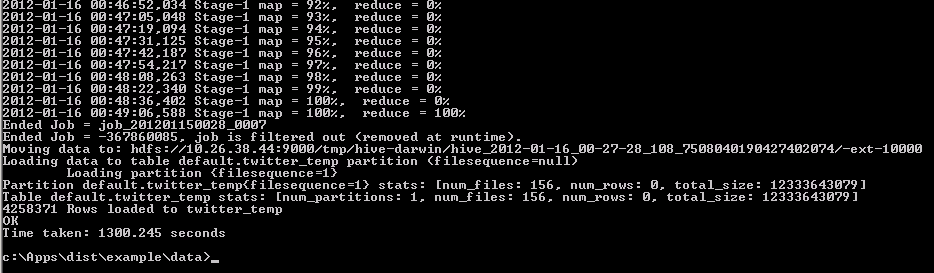 2012-01-16 00:46:52,034 Stage-1 map = 92%,  reduce = 0%
2012-01-16 00:47:05,048 Stage-1 map = 93%,  reduce = 0%
2012-01-16 00:47:19,094 Stage-1 map = 94%,  reduce = 0%
2012-01-16 00:47:31,125 Stage-1 map = 95%,  reduce = 0%
2012-01-16 00:47:42,187 Stage-1 map = 96%,  reduce = 0%
2012-01-16 00:47:54,217 Stage-1 map = 97%,  reduce = 0%
2012-01-16 00:48:08,263 Stage-1 map = 98%,  reduce = 0%
2012-01-16 00:48:22,340 Stage-1 map = 99%,  reduce = 0%
2012-01-16 00:48:36,402 Stage-1 map = 100%,  reduce = 0%
2012-01-16 00:49:06,588 Stage-1 map = 100%,  reduce = 100%
Ended Job = job_201201150028_0007
Ended Job = -367860085, job is filtered out (removed at runtime).
Moving data to: hdfs://10.26.38.44:9000/tmp/hive-darwin/hive_2012-01-16_00-27-28_108_7508040190427402074/-ext-10000
Loading data to table default.twitter_temp partition (filesequence=null)
        Loading partition {filesequence=1}
Partition default.twitter_temp{filesequence=1} stats: [num_files: 156, num_rows: 0, total_size: 12333643079]
Table default.twitter_temp stats: [num_partitions: 1, num_files: 156, num_rows: 0, total_size: 12333643079]
4258371 Rows loaded to twitter_temp
OK
Time taken: 1300.245 seconds
c:\Apps\dist\example\data>_